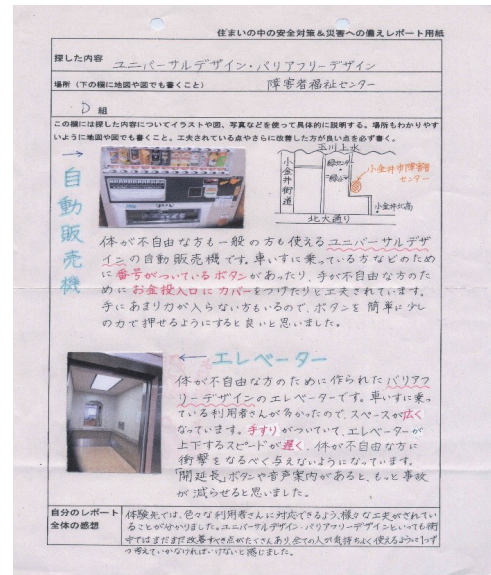 住まいの中の安全対策&災害への備えレポート用紙
探した内容 ユニバーサルデザイン・バリアフリーデザイン
場所(下の欄に地図や図でも書くこと) 障害者福祉センター
D 組
この欄には探した内容についてイラストや図、写真などを使って具体的に説明する。場所もわかりやす
いように地図や図でも書くこと。工夫されている点やさらに改善した方が良い点を必ず書く。
→
自動販売機
玉川上水
小金井街道
小金井市障害者
センター
小金井北高
北大通り
体が不自由な方も一般の方も使えるユニバーサルデザ
インの自動販売機です。車いすに乗っている方などのため
に番号がついているボタンがあったり、手が不自由な方のた
めにお金投入口にカバーをつけたりと工夫されています。
手にあまり力が入らない方もいるので、ボタンを簡単に少し
の力で押せるようにすると良いと思いました。
← エレベーター
体が不自由な方のために作られたバリアフ
リーデザインのエレベーターです。車いすに乗っ
ている利用者さんが多かったので、スペースが広く
なっています。手すりがついていて、エレベーターが
上下するスピードが遅く、体が不自由な方に
衝撃をなるべく与えないようになっています。
「開延長」ボタンや音声案内があると、もっと事故
が減らせると思いました。
自分のレポート
全体の感想
体験先では、色々な利用者さんに対応できるよう、様々な工夫がされてい
ることが分かりました。ユニバーサルデザイン・バリアフリーデザインといっても街
中ではまだまだ改善すべき点がたくさんあり、全ての人が気持ちよく使えるように1つず
つ考えていかなければいけないと感じました。